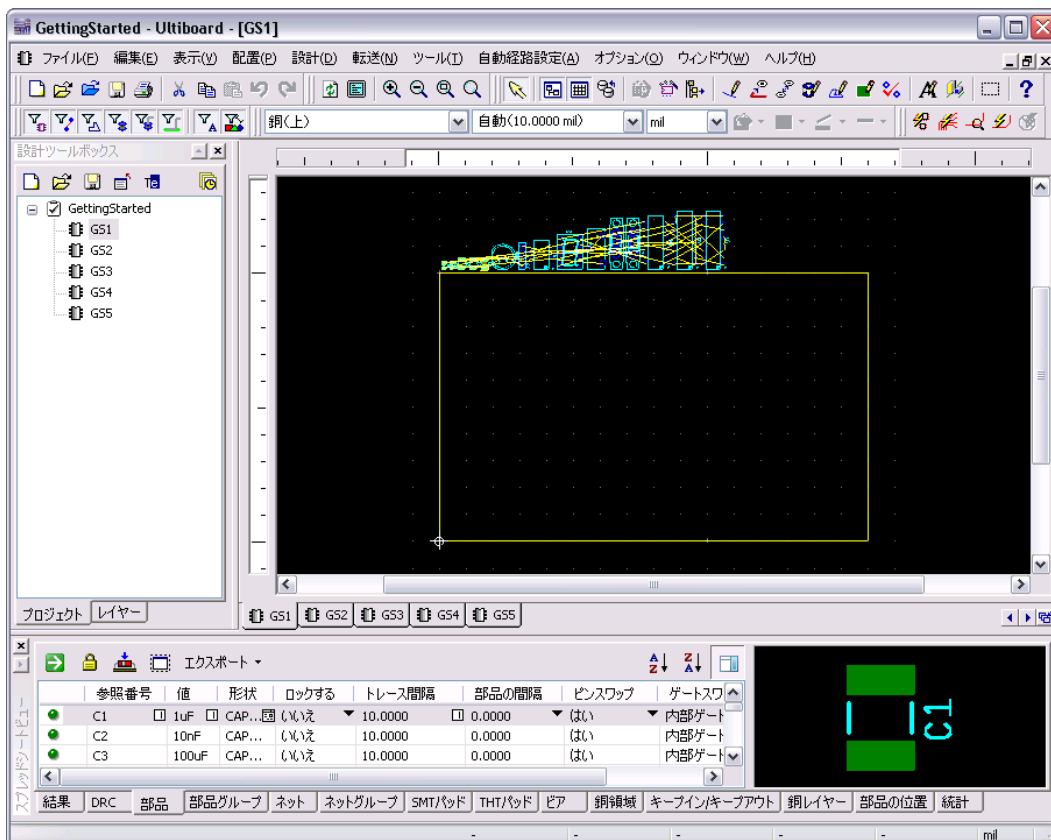 GettingStarted - Ultiboard - [GS1]
ファイル(F) 編集(E) 表示(V) 配置(P) 設計(D) 転送(N) ツール(T) 自動経路設定(A) オプション(O) ウィンドウ(W) ヘルプ(H)
銅(上) 自動(10.0000 mil) mil
設計ツールボックス
GettingStarted
GS1
GS2
GS3
GS4
GS5
プロジェクト レイヤー
GS1 GS2 GS3 GS4 GS5
スプレッドシードビュー
エクスポート
参照番号 値 形状 ロックする トレース間隔 部品の間隔 ピンスワップ ゲートスワ
C1 1uF CAP... いいえ 10.0000 0.0000 はい 内部ゲート
C2 10nF CAP... いいえ 10.0000 0.0000 はい 内部ゲート
C3 100uF CAP... いいえ 10.0000 0.0000 はい 内部ゲート
C1
結果 DRC 部品 部品グループ ネット ネットグループ SMTパッド THTパッド ビア 銅領域 キープイン/キープアウト 銅レイヤー 部品の位置 統計
- - - - - mil